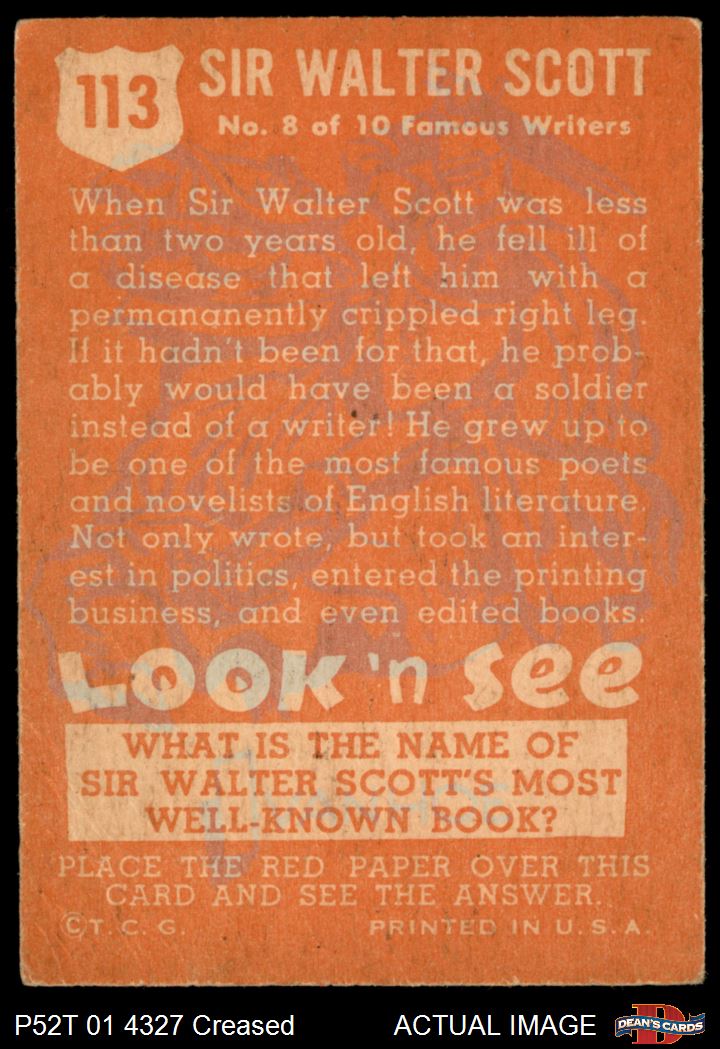 113
SIR WALTER SCOTT
No. 8 of 10 Famous Writers
When Sir Walter Scott was less
than two years old, he fell ill of
a disease that left him with a
permananently crippled right leg.
If it hadn't been for that, he prob-
ably would have been a soldier
instead of a writer! He grew up to
be one of the most famous poets
and novelists of English literature.
Not only wrote, but took an inter-
est in politics, entered the printing
business, and even edited books.
LOOK 'n See
WHAT IS THE NAME OF
SIR WALTER SCOTT'S MOST
WELL-KNOWN BOOK?
PLACE THE RED PAPER OVER THIS
CARD AND SEE THE ANSWER.
©T. C. G. PRINTED IN U. S. A.
P52T 01 4327 Creased ACTUAL IMAGE DEAN'S CARDS